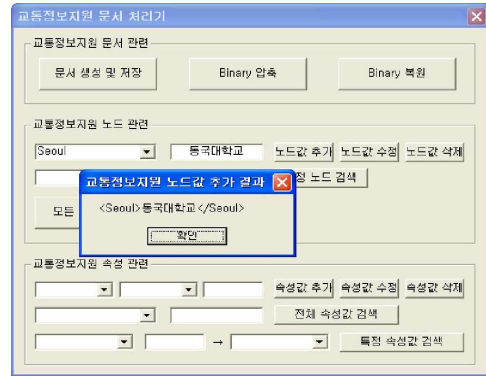 교통정보지원 문서 처리기
교통정보지원 문서 관련
문서 생성 및 저장 Binary 압축 Binary 복원
교통정보지원 노드 관련
Seoul 동국대학교 노드값 추가 노드값 수정 노드값 삭제
정 노드 검색
교통정보지원 노드값 추가 결과
모든
<Seoul>동국대학교</Seoul>
확인
교통정보지원 속성 관련
속성값 추가 속성값 수정 속성값 삭제
전체 속성값 검색
→ 특정 속성값 검색